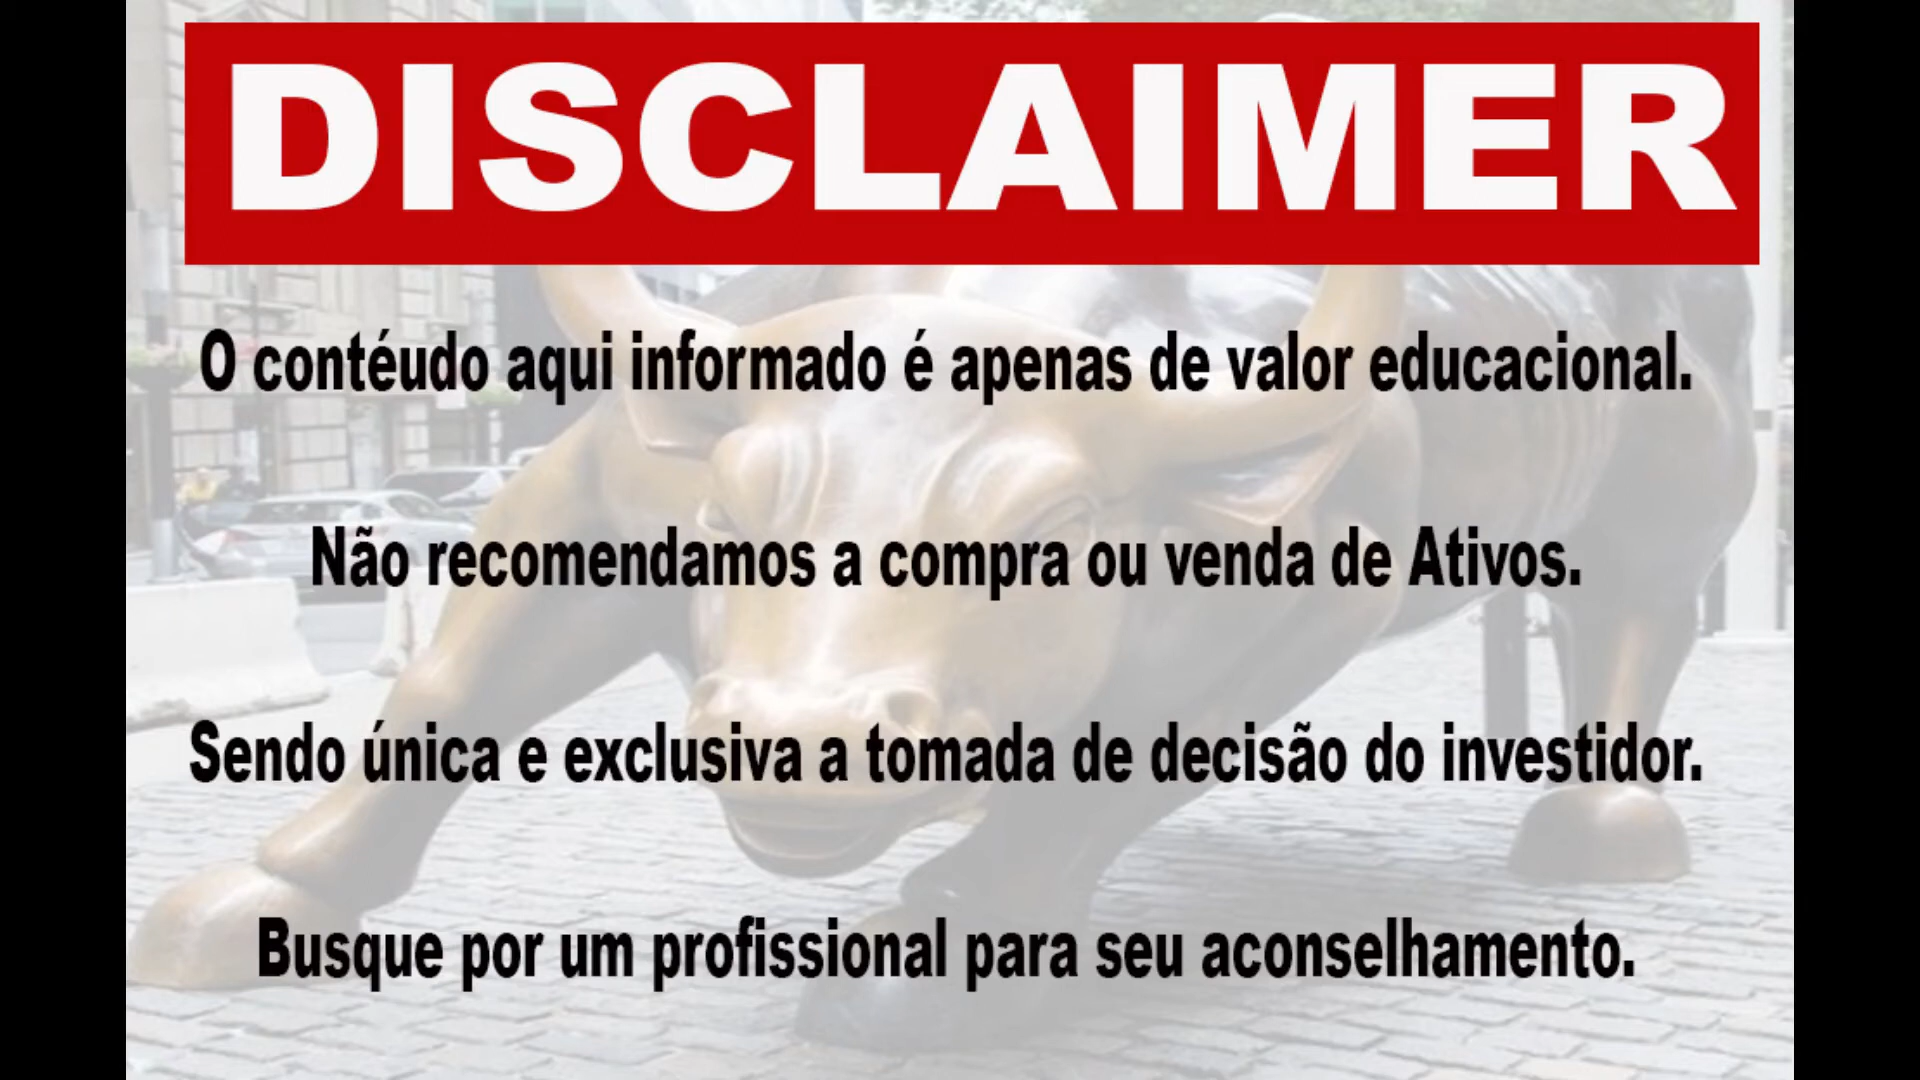 DISCLAIMER
O contéudo aqui informado é apenas de valor educacional.
Não recomendamos a compra ou venda de Ativos.
Sendo única e exclusiva a tomada de decisão do investidor.
Busque por um profissional para seu aconselhamento.